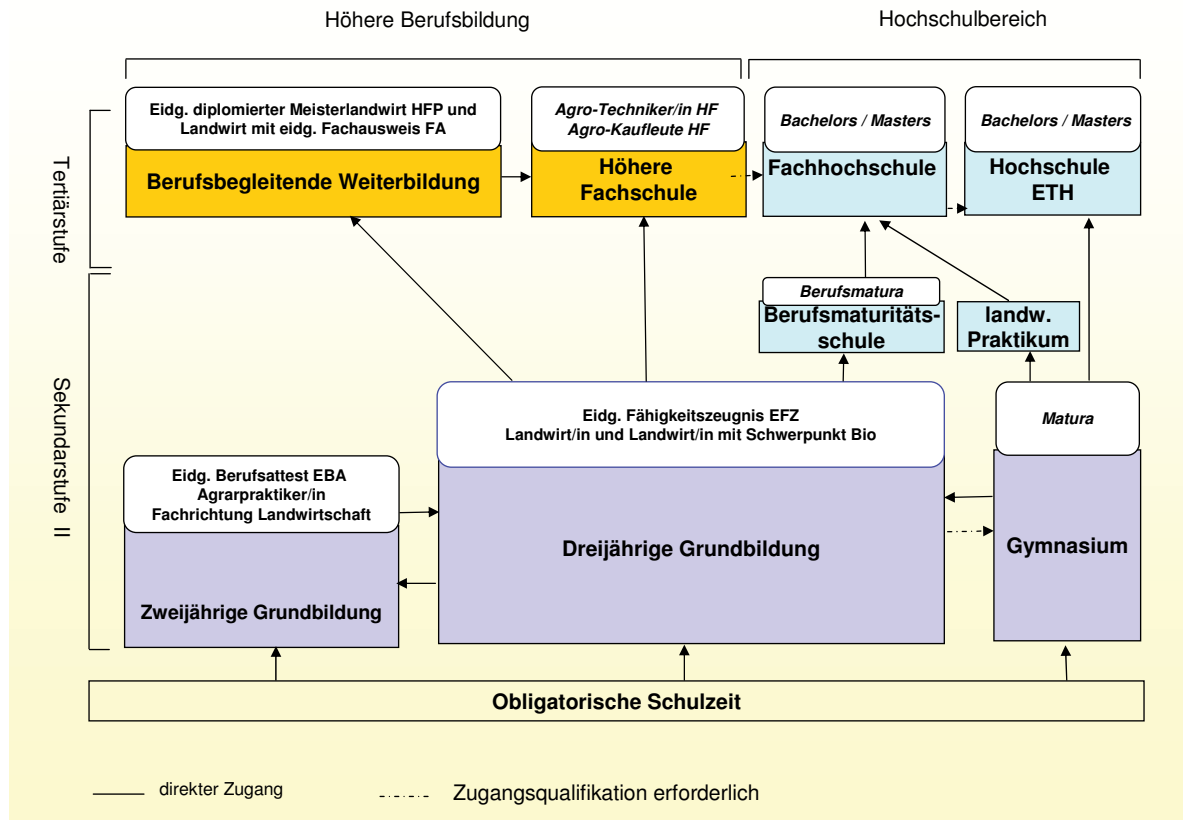 Höhere Berufsbildung
Hochschulbereich
Tertiärstufe
Eidg. diplomierter Meisterlandwirt HFP und
Landwirt mit eidg. Fachausweis FA
Berufsbegleitende Weiterbildung
Agro-Techniker/in HF
Agro-Kaufleute HF
Höhere
Fachschule
Bachelors / Masters
Fachhochschule
Bachelors / Masters
Hochschule
ETH
Sekundarstufe II
Berufsmatura
Berufsmaturitäts-
schule
landw.
Praktikum
Eidg. Fähigkeitszeugnis EFZ
Landwirt/in und Landwirt/in mit Schwerpunkt Bio
Dreijährige Grundbildung
Matura
Gymnasium
Eidg. Berufsattest EBA
Agrarpraktiker/in
Fachrichtung Landwirtschaft
Zweijährige Grundbildung
Obligatorische Schulzeit
direkter Zugang
Zugangsqualifikation erforderlich